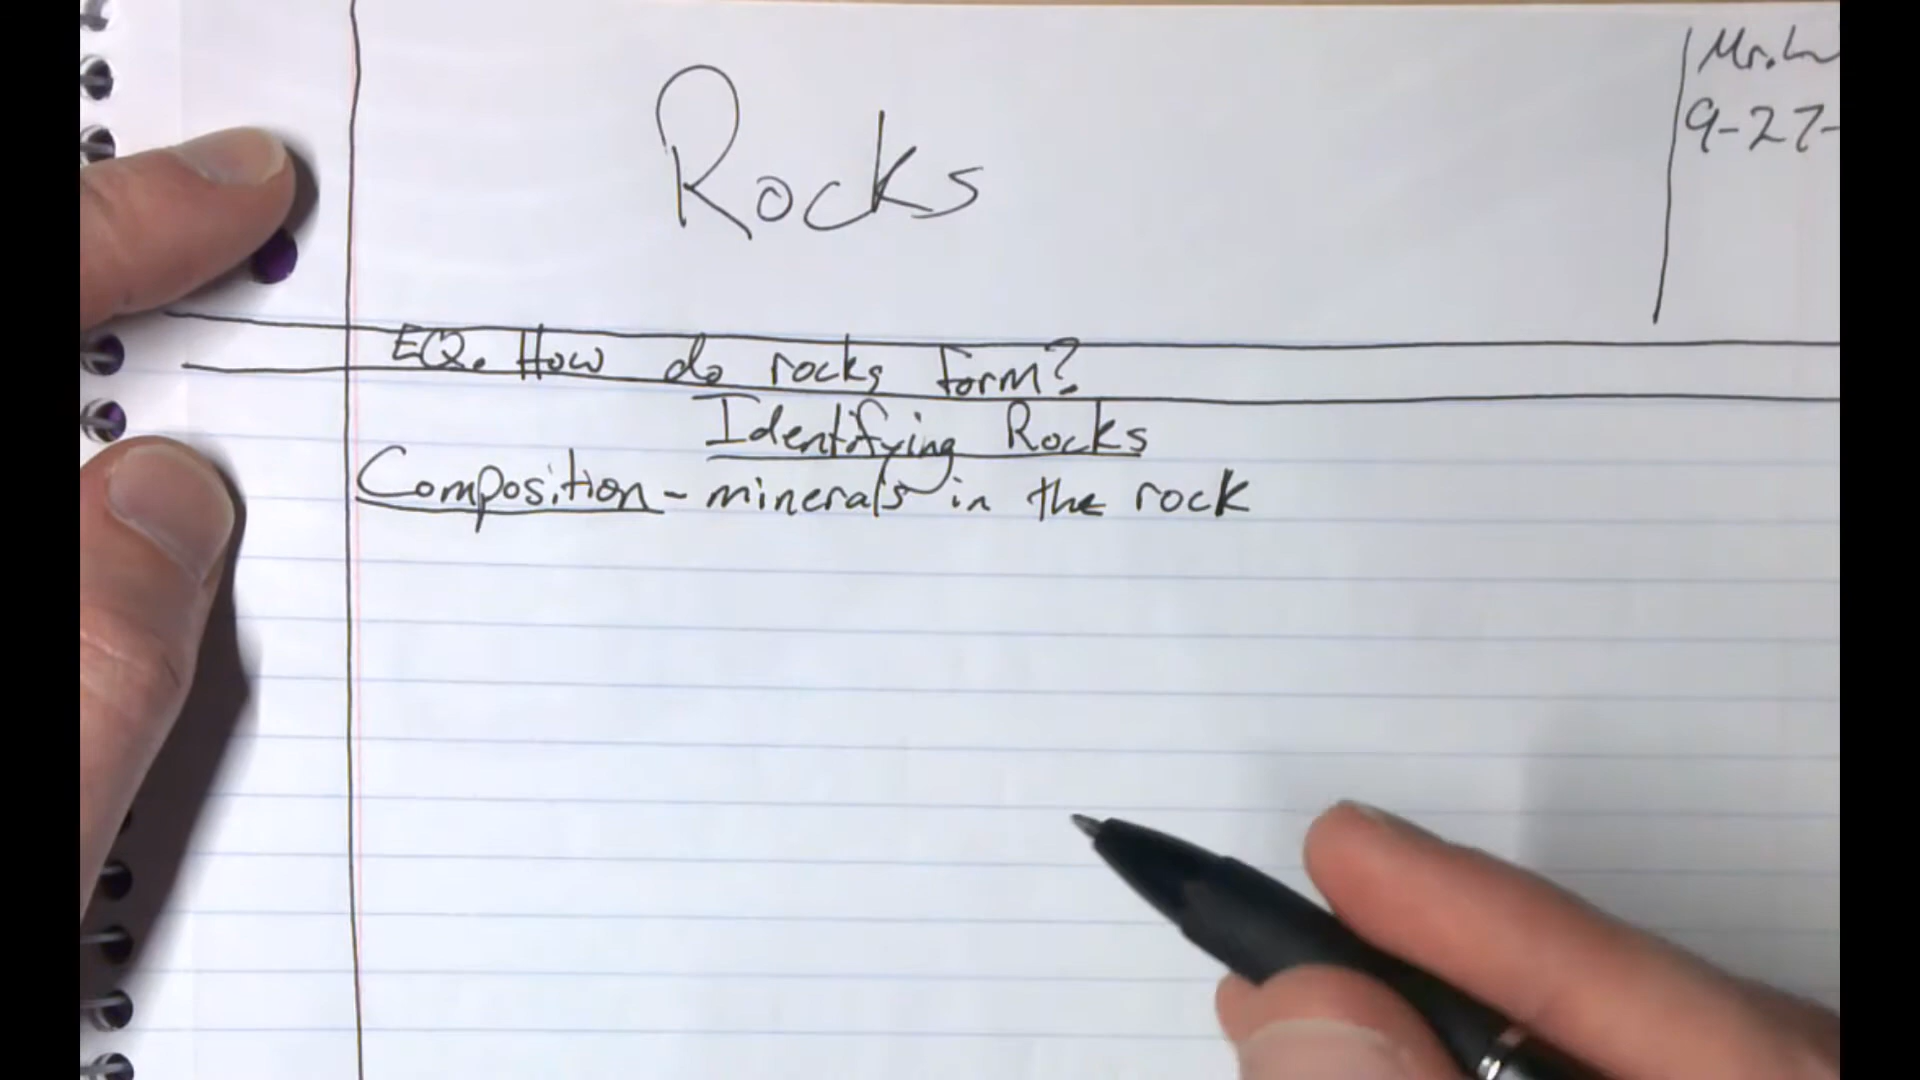 Rocks
Mr.
9-27-
EQ. How do rocks form?
Identifying Rocks
Composition - minerals in the rock